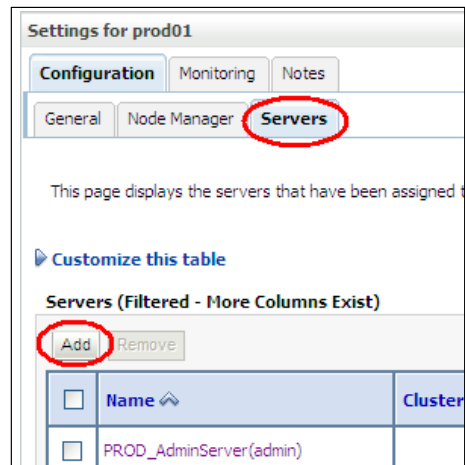 Settings for prod01
Configuration Monitoring Notes
General Node Manager Servers
This page displays the servers that have been assigned
Customize this table
Servers (Filtered - More Columns Exist)
Add Remove
Name Cluster
PROD_AdminServer(admin)